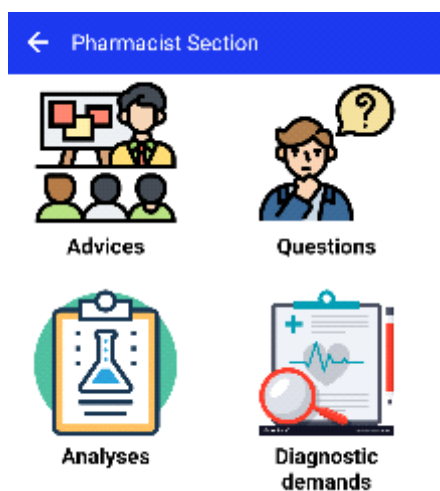 Pharmacist Section
?
Advices
Questions
Analyses
Diagnostic
demands